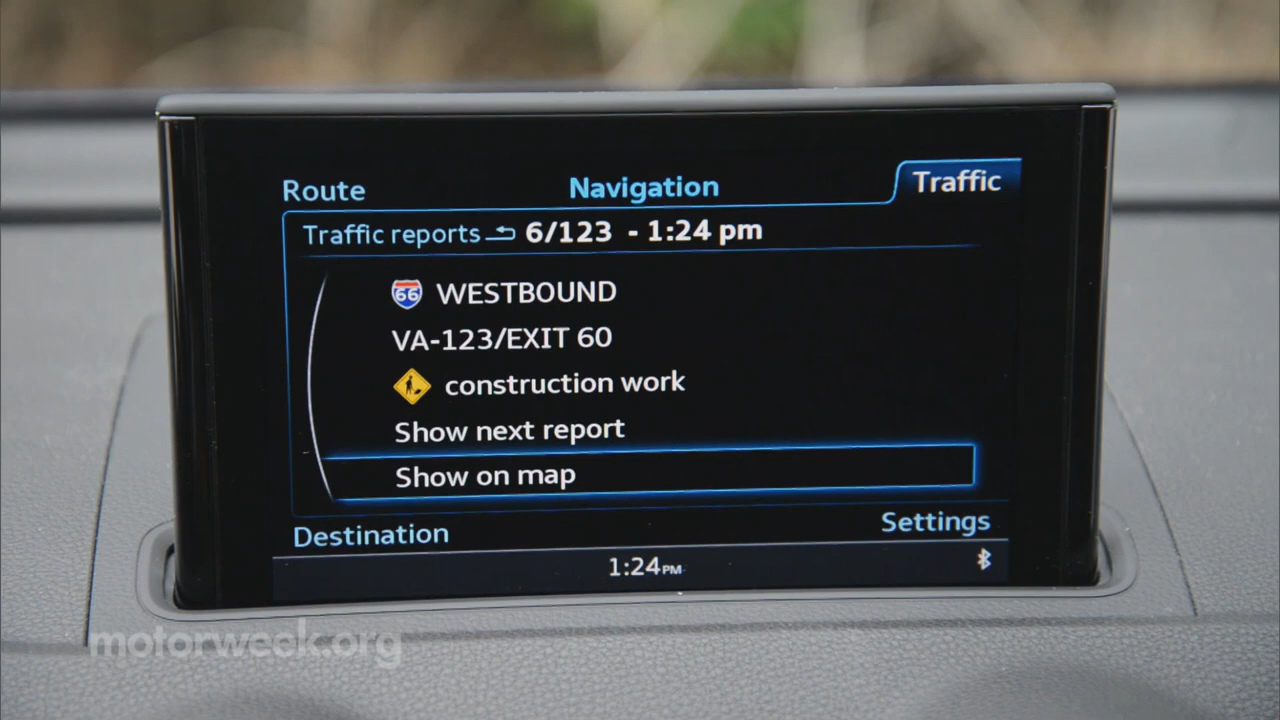 Route Navigation Traffic
Traffic reports 6/123 - 1:24 pm
66 WESTBOUND
VA-123/EXIT 60
construction work
Show next report
Show on map
Destination Settings
1:24PM
motorweek.org